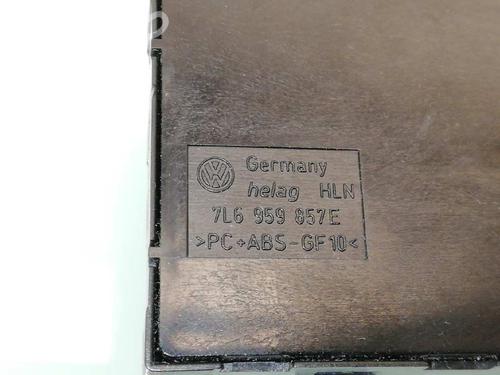 Germany
helag HLN
7L6 959 857E
>PC+ABS-GF10<